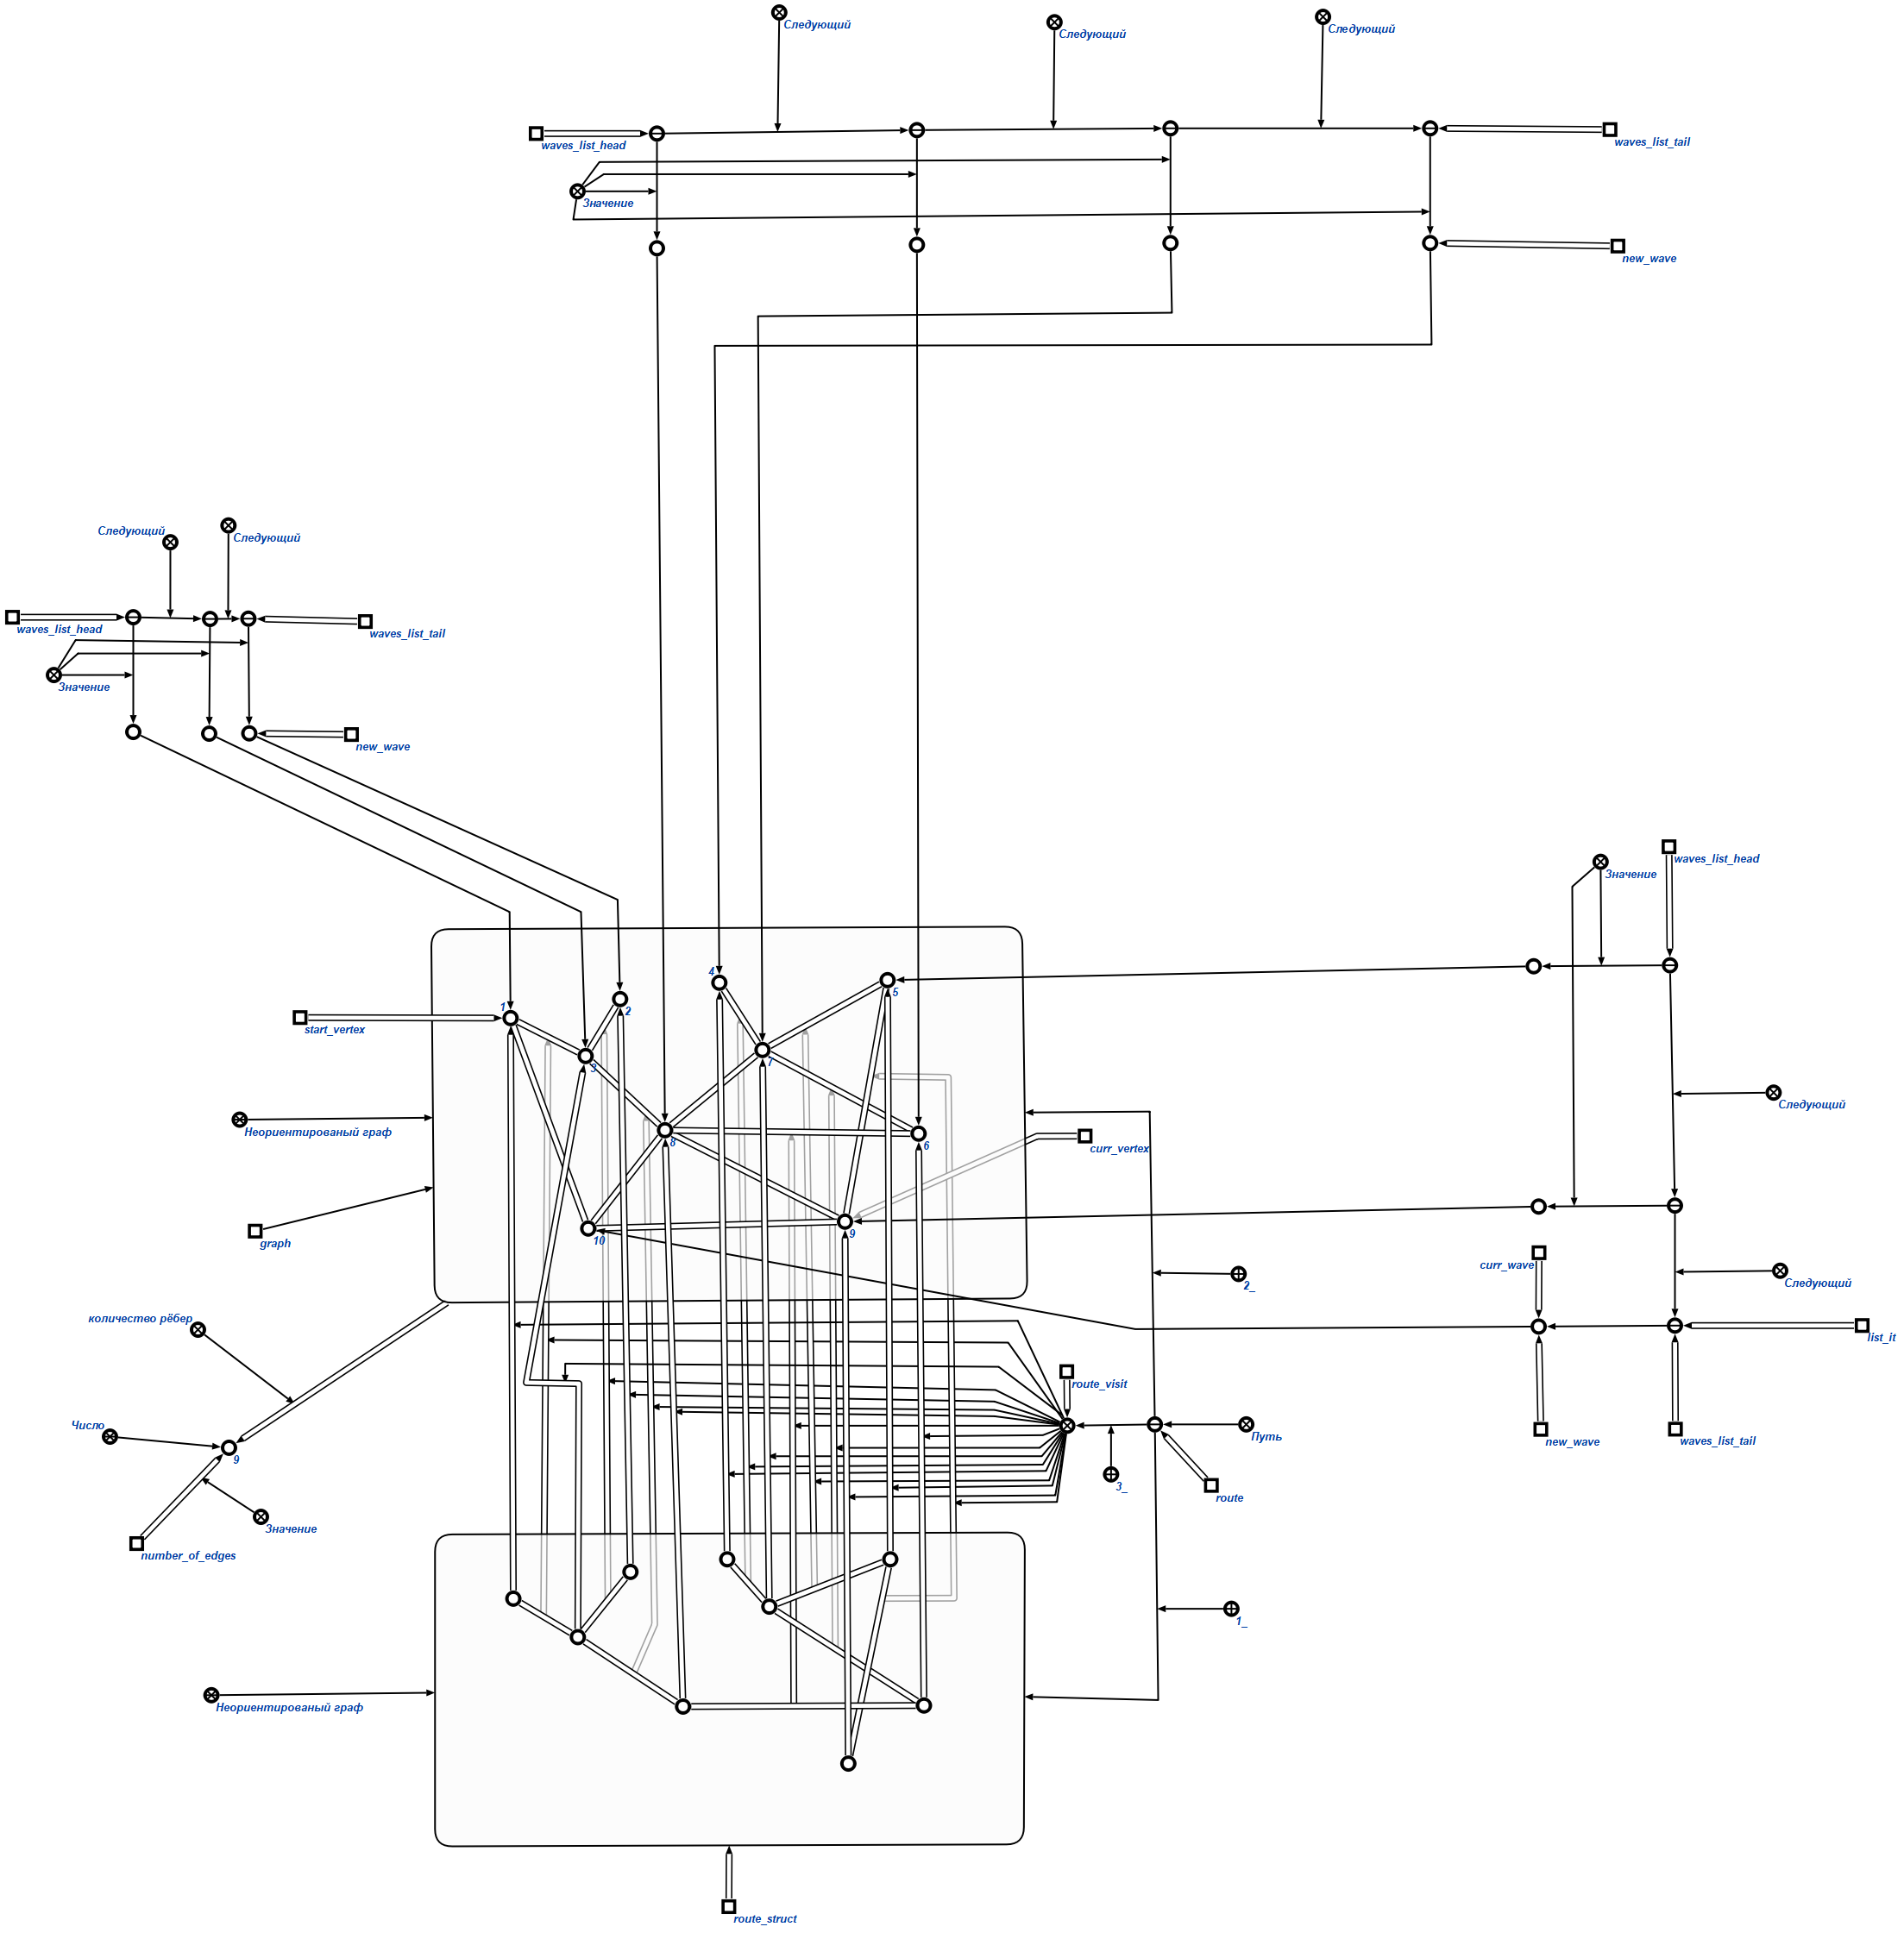 Следующий
Следующий
Следующий
waves_list_head
waves_list_tail
Значение
new_wave
Следующий
Следующий
waves_list_head
waves_list_tail
Значение
new_wave
waves_list_head
Значение
4
5
1
2
start_vertex
3
7
Следующий
Неориентированый граф
8
6
curr_vertex
graph
10
9
curr_wave
2_
Следующий
количество рёбер
list_it
route_visit
Число
Путь
new_wave
waves_list_tail
9
3_
route
Значение
number_of_edges
1_
Неориентированый граф
route_struct